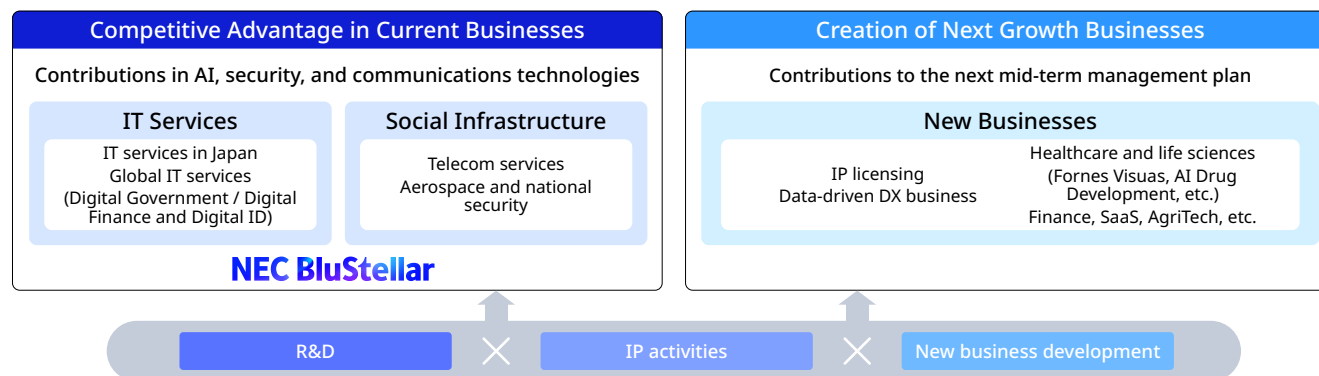 Competitive Advantage in Current Businesses
Contributions in AI, security, and communications technologies
IT Services
IT services in Japan
Global IT services
(Digital Government / Digital
Finance and Digital ID)
Social Infrastructure
Telecom services
Aerospace and national
security
NEC BluStellar
Creation of Next Growth Businesses
Contributions to the next mid-term management plan
New Businesses
IP licensing
Data-driven DX business
Healthcare and life sciences
(Fornes Visuas, AI Drug
Development, etc.)
Finance, SaaS, AgriTech, etc.
R&D
IP activities
New business development